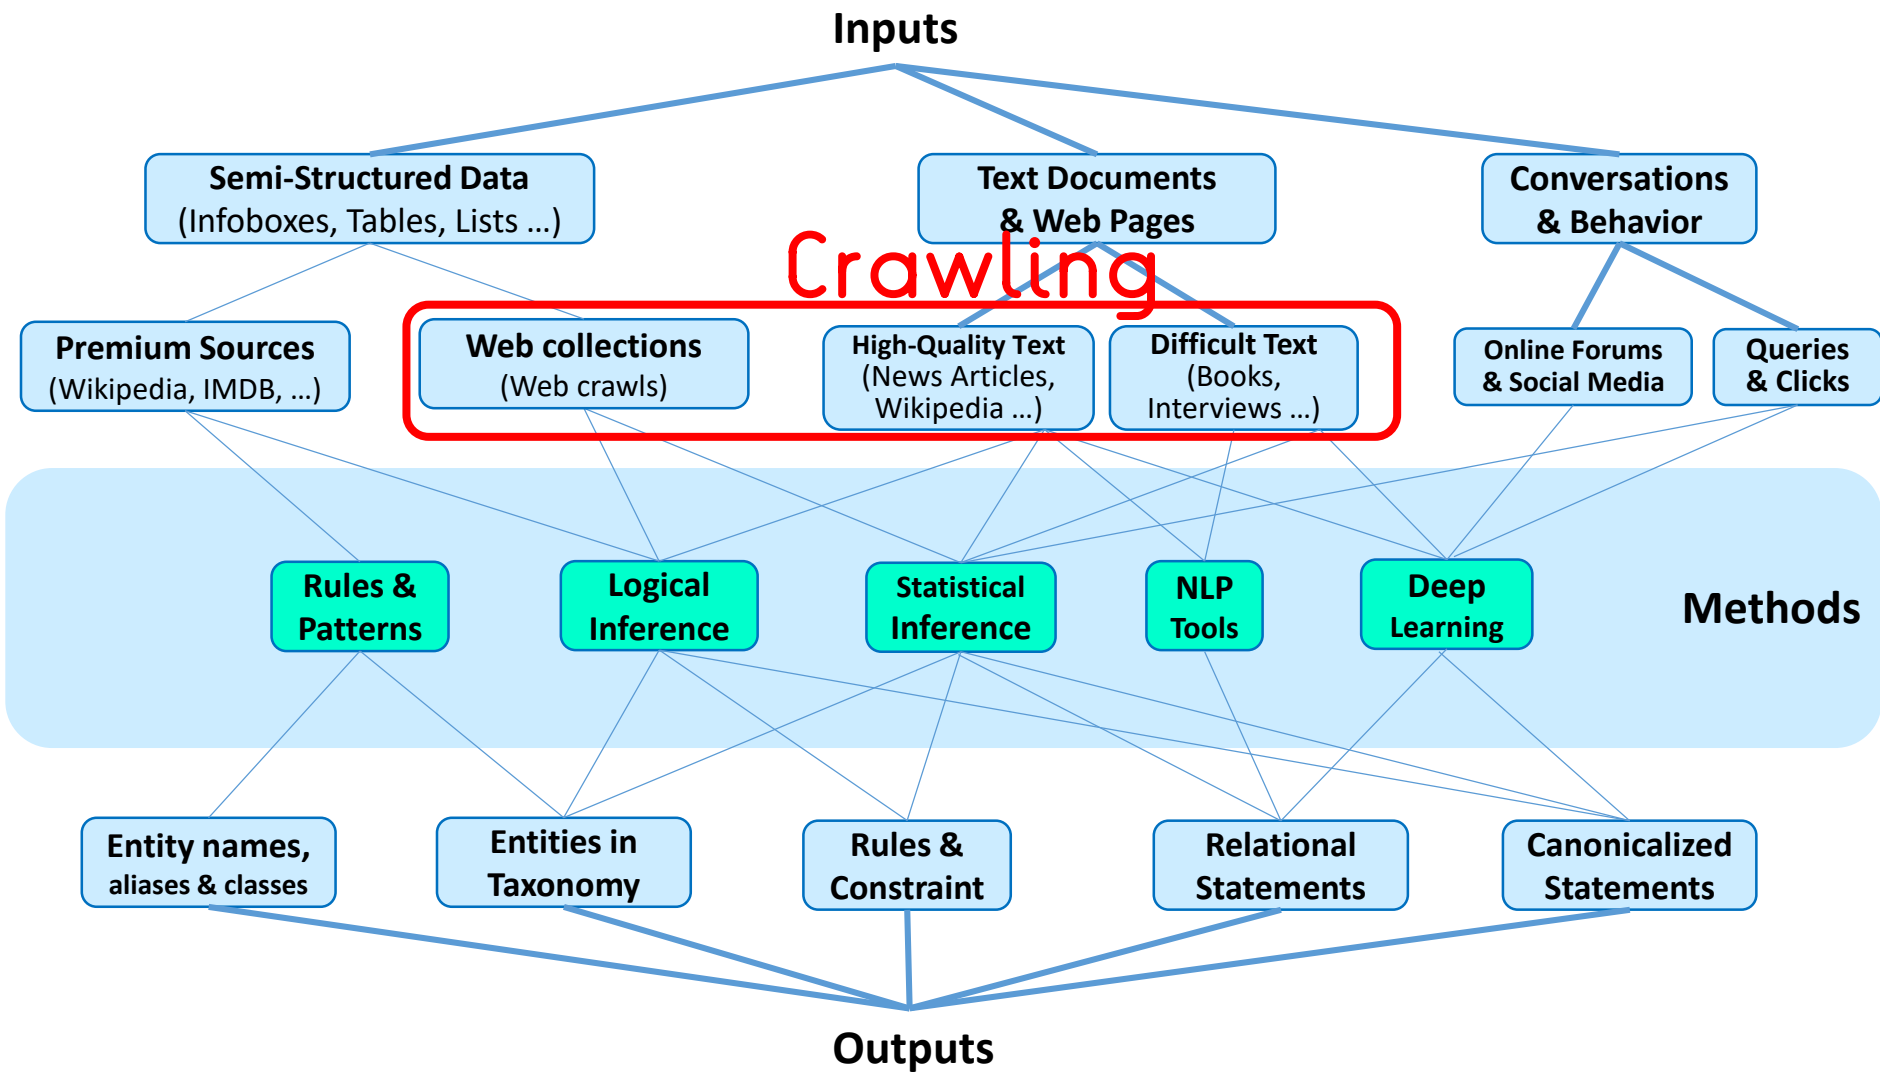 Inputs
Semi-Structured Data
(Infoboxes, Tables, Lists ...)
Text Documents
& Web Pages
Conversations
& Behavior
Crawling
Premium Sources
(Wikipedia, IMDB, ...)
Web collections
(Web crawls)
High-Quality Text
(News Articles,
Wikipedia ...)
Difficult Text
(Books,
Interviews ...)
Online Forums
& Social Media
Queries
& Clicks
Rules &
Patterns
Logical
Inference
Statistical
Inference
NLP
Tools
Deep
Learning
Methods
Entity names,
aliases & classes
Entities in
Taxonomy
Rules &
Constraint
Relational
Statements
Canonicalized
Statements
Outputs